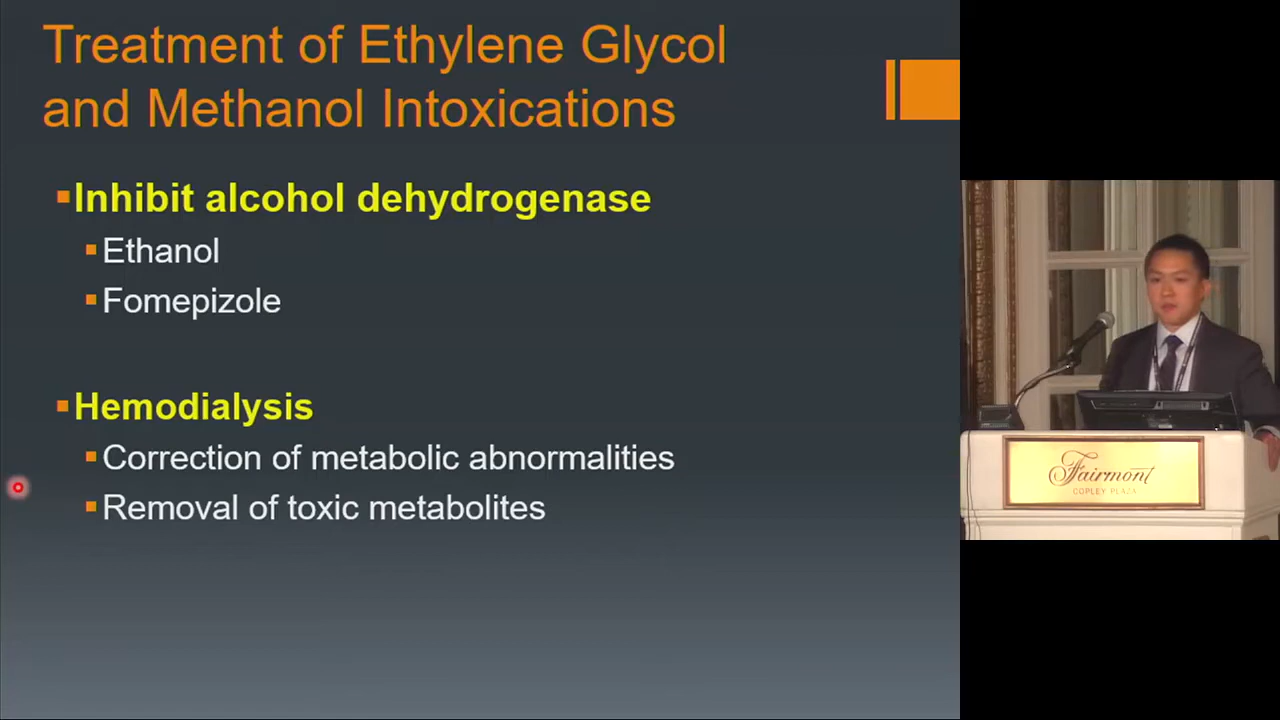 Treatment of Ethylene Glycol
and Methanol Intoxications
Inhibit alcohol dehydrogenase
Ethanol
Fomepizole
Hemodialysis
Correction of metabolic abnormalities
Removal of toxic metabolites
Fairmont
COPLEY PLAZA